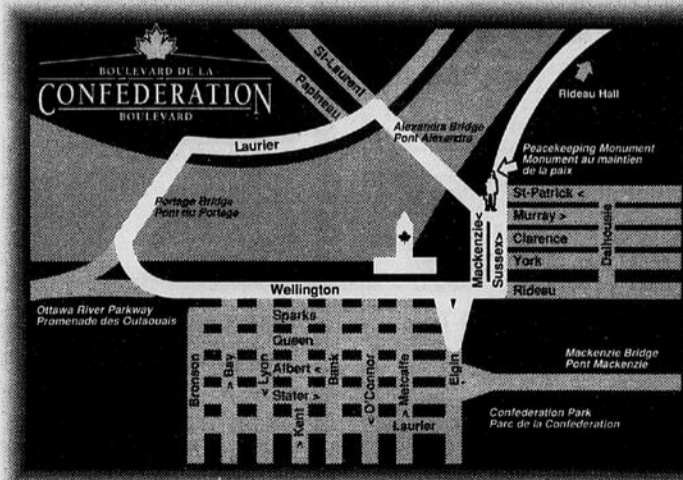 BOULEVARD DE LA
CONFEDERATION
BOULEVARD
St-Laurent
Papineau
Laurier
Alexandra Bridge
Pont Alexandra
Rideau Hall
Peacekeeping Monument
Monument au maintien
de la paix
Portage Bridge
Pont du Portage
St-Patrick <
Murray >
Clarence
York
Rideau
Dalhousie
Mackenzie<
Sussex>
Wellington
Ottawa River Parkway
Promenade des Outaouais
Sparks
Queen
Albert <
Slater >
Laurier
Bronson
> Bay
< Lyon
> Kent
Bank
< O'Connor
> Metcalfe
Elgin
Mackenzie Bridge
Pont Mackenzie
Confederation Park
Parc de la Confederation